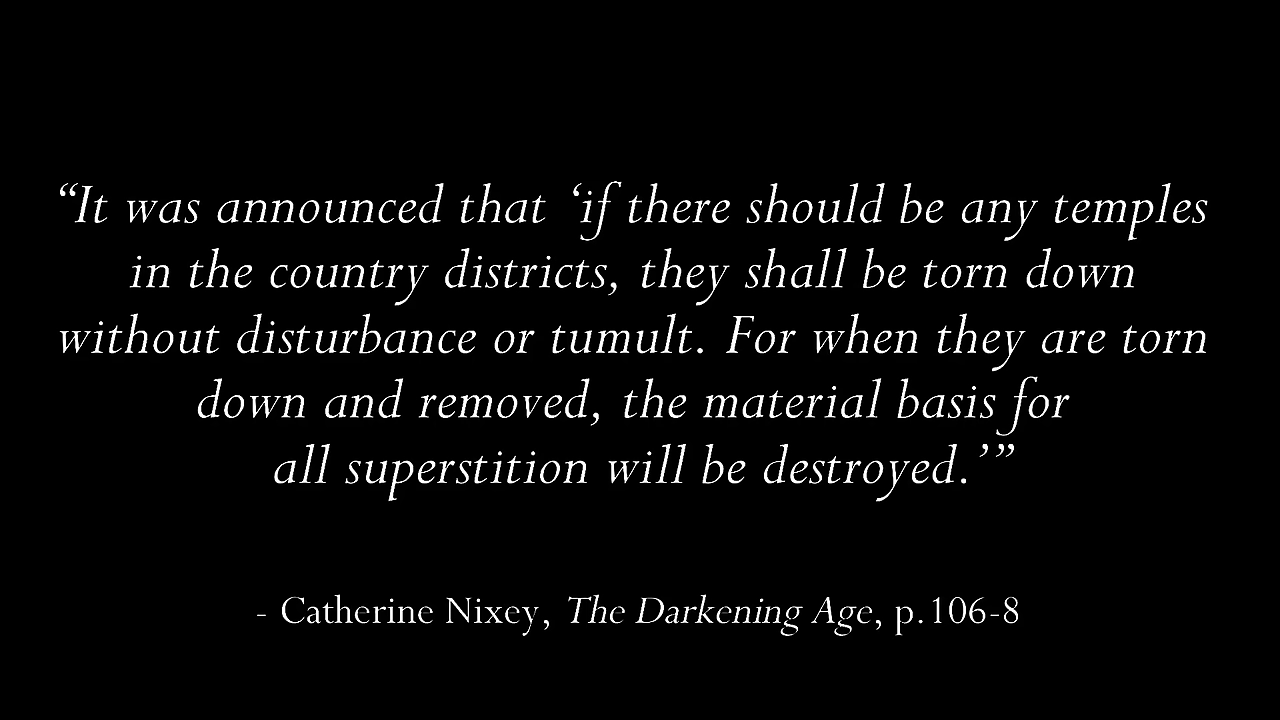 “It was announced that ‘if there should be any temples
in the country districts, they shall be torn down
without disturbance or tumult. For when they are torn
down and removed, the material basis for
all superstition will be destroyed.’”
- Catherine Nixey, The Darkening Age, p.106-8